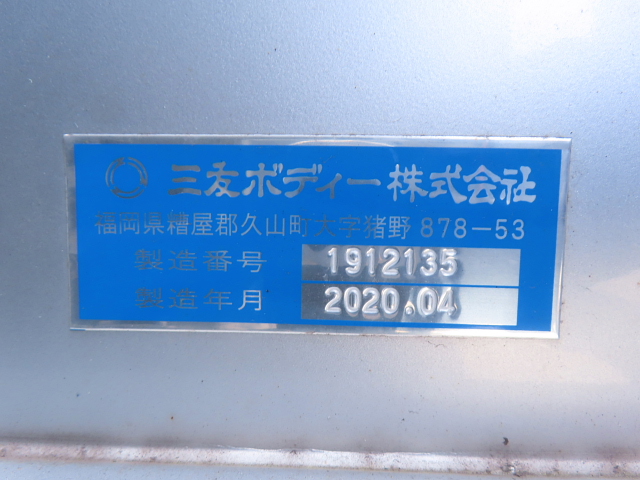 三友ボディー株式会社
福岡県糟屋郡久山町大字猪野 878-53
製造番号 1912135
製造年月 2020.04